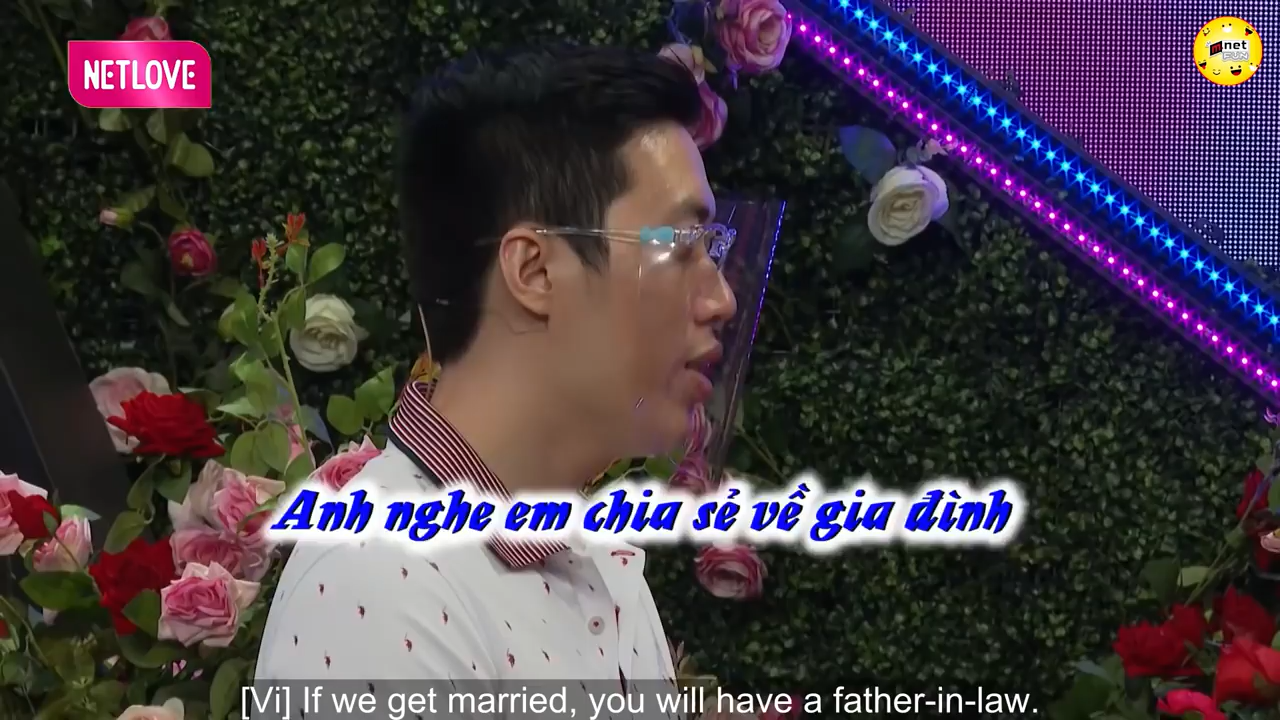 NETLOVE
mnet
FUN
Anh nghe em chia sẻ về gia đình
[Vi] If we get married, you will have a father-in-law.